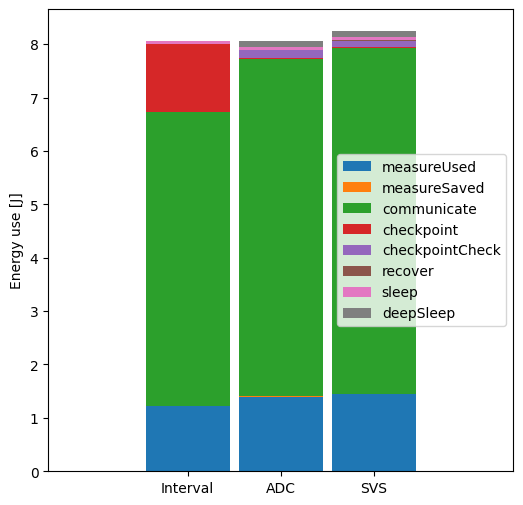 8
7
6
5
4
3
2
1
0
Energy use [J]
measureUsed
measureSaved
communicate
checkpoint
checkpointCheck
recover
sleep
deepSleep
Interval ADC SVS